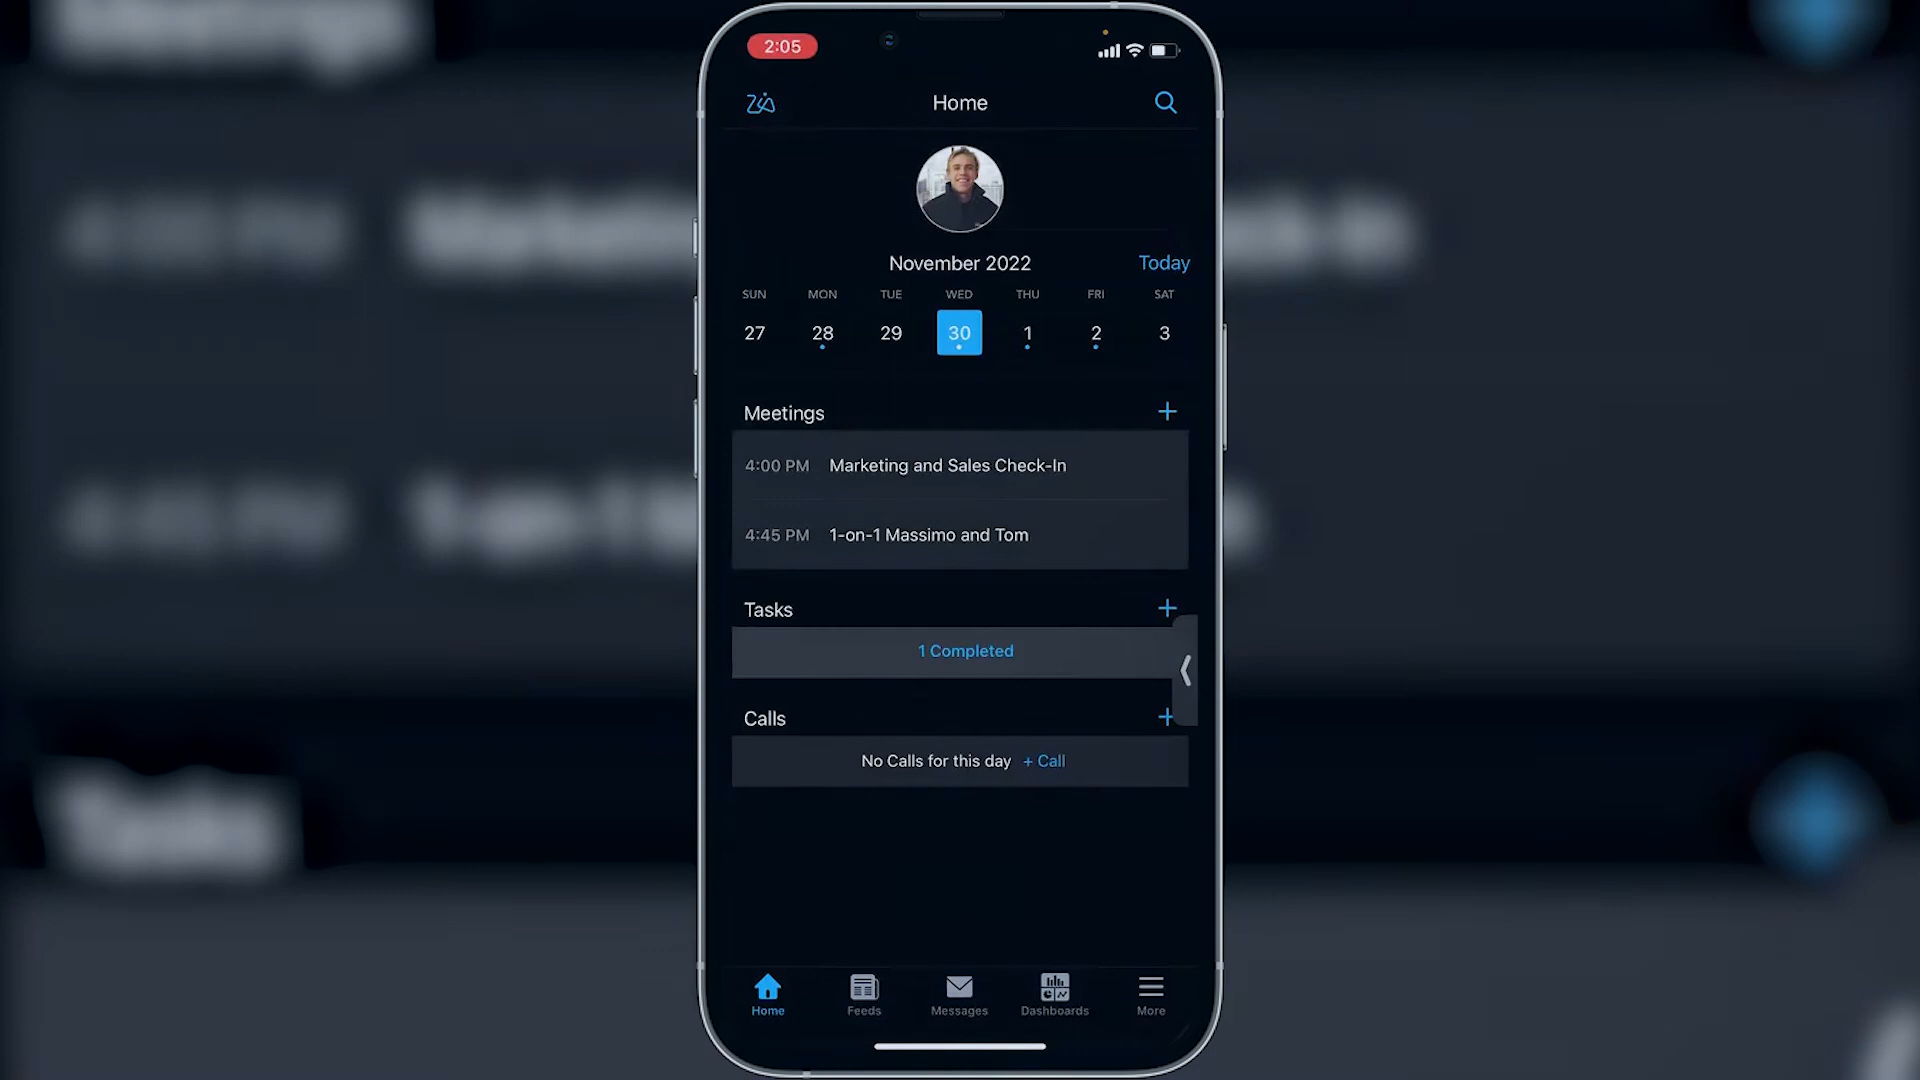 2:05
Home
November 2022
Today
SUN MON TUE WED THU FRI SAT
27 28 29 30 1 2 3
Meetings
4:00 PM Marketing and Sales Check-In
4:45 PM 1-on-1 Massimo and Tom
Tasks
1 Completed
Calls
No Calls for this day + Call
Home Feeds Messages Dashboards More